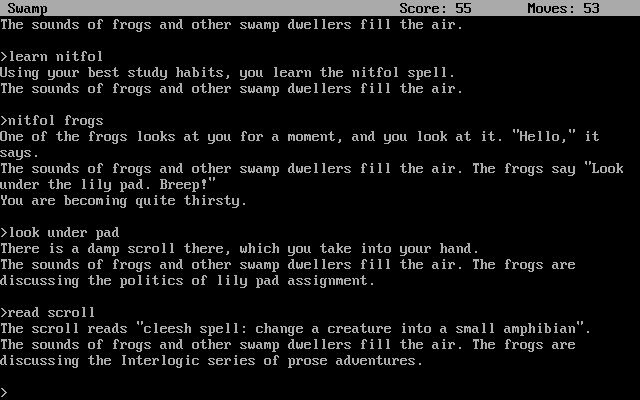 Swamp Score: 55 Moves: 53
The sounds of frogs and other swamp dwellers fill the air.
>learn nitfol
Using your best study habits, you learn the nitfol spell.
The sounds of frogs and other swamp dwellers fill the air.
>nitfol frogs
One of the frogs looks at you for a moment, and you look at it. "Hello," it
says.
The sounds of frogs and other swamp dwellers fill the air. The frogs say "Look
under the lily pad. Breep!"
You are becoming quite thirsty.
>look under pad
There is a damp scroll there, which you take into your hand.
The sounds of frogs and other swamp dwellers fill the air. The frogs are
discussing the politics of lily pad assignment.
>read scroll
The scroll reads "cleesh spell: change a creature into a small amphibian".
The sounds of frogs and other swamp dwellers fill the air. The frogs are
discussing the Interlogic series of prose adventures.
>